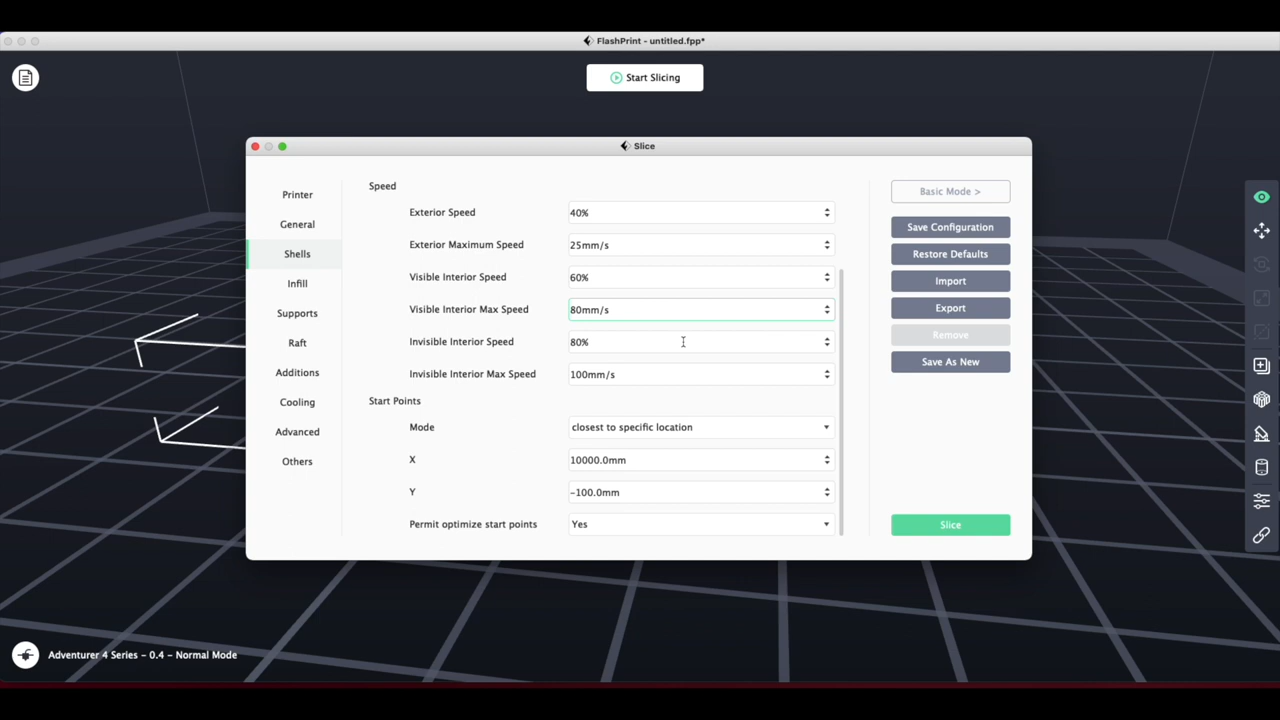 FlashPrint - untitled.fpp*
Start Slicing
Slice
Printer
General
Shells
Infill
Supports
Raft
Additions
Cooling
Advanced
Others
Speed
Exterior Speed 40%
Exterior Maximum Speed 25mm/s
Visible Interior Speed 60%
Visible Interior Max Speed 80mm/s
Invisible Interior Speed 80%
Invisible Interior Max Speed 100mm/s
Start Points
Mode closest to specific location
X 10000.0mm
Y -100.0mm
Permit optimize start points Yes
Basic Mode >
Save Configuration
Restore Defaults
Import
Export
Remove
Save As New
Slice
Adventurer 4 Series - 0.4 - Normal Mode